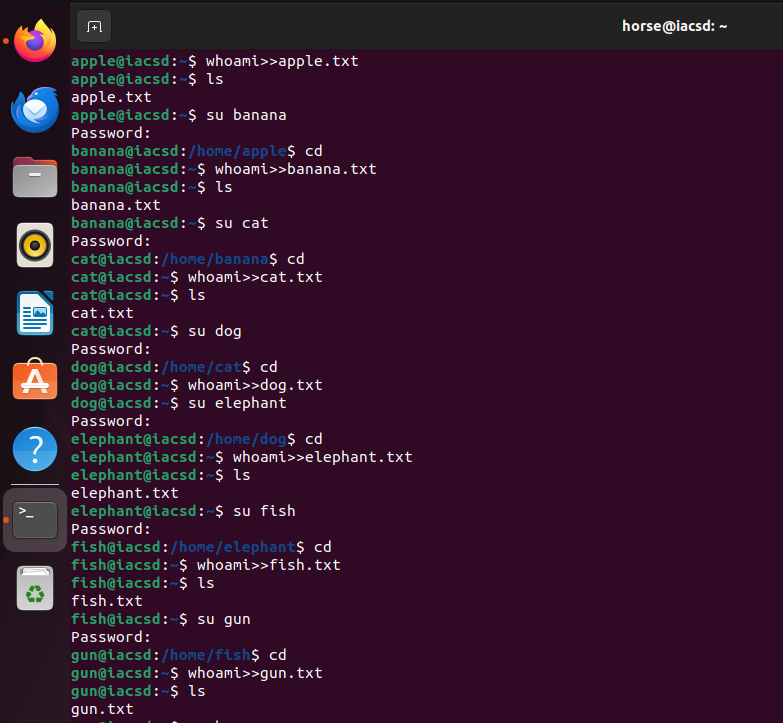 horse@iacsd: ~
apple@iacsd:~$ whoami>>apple.txt
apple@iacsd:~$ ls
apple.txt
apple@iacsd:~$ su banana
Password:
banana@iacsd:/home/apple$ cd
banana@iacsd:~$ whoami>>banana.txt
banana@iacsd:~$ ls
banana.txt
banana@iacsd:~$ su cat
Password:
cat@iacsd:/home/banana$ cd
cat@iacsd:~$ whoami>>cat.txt
cat@iacsd:~$ ls
cat.txt
cat@iacsd:~$ su dog
Password:
dog@iacsd:/home/cat$ cd
dog@iacsd:~$ whoami>>dog.txt
dog@iacsd:~$ su elephant
Password:
elephant@iacsd:/home/dog$ cd
elephant@iacsd:~$ whoami>>elephant.txt
elephant@iacsd:~$ ls
elephant.txt
elephant@iacsd:~$ su fish
Password:
fish@iacsd:/home/elephant$ cd
fish@iacsd:~$ whoami>>fish.txt
fish@iacsd:~$ ls
fish.txt
fish@iacsd:~$ su gun
Password:
gun@iacsd:/home/fish$ cd
gun@iacsd:~$ whoami>>gun.txt
gun@iacsd:~$ ls
gun.txt